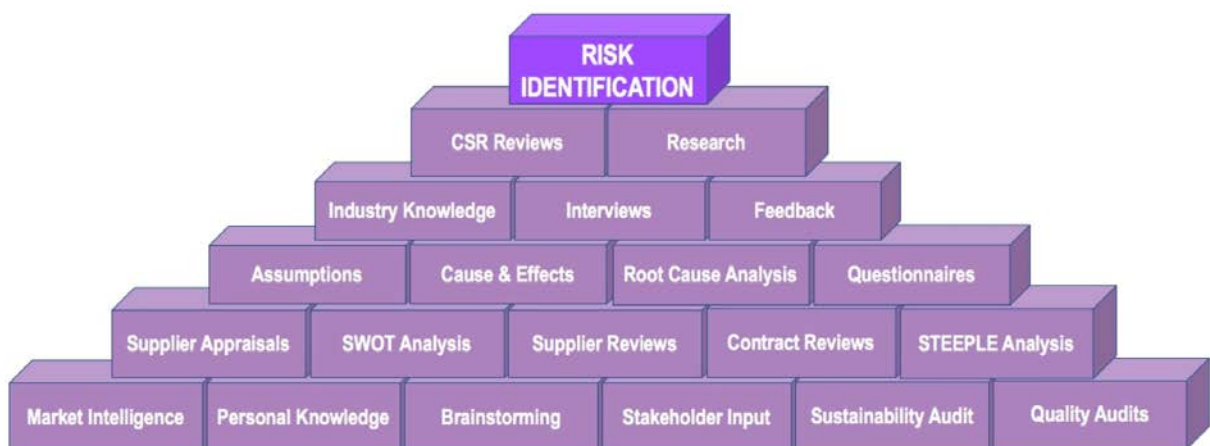 RISK
IDENTIFICATION
CSR Reviews
Research
Industry Knowledge
Interviews
Feedback
Assumptions
Cause & Effects
Root Cause Analysis
Questionnaires
Supplier Appraisals
SWOT Analysis
Supplier Reviews
Contract Reviews
STEEPLE Analysis
Market Intelligence
Personal Knowledge
Brainstorming
Stakeholder Input
Sustainability Audit
Quality Audits